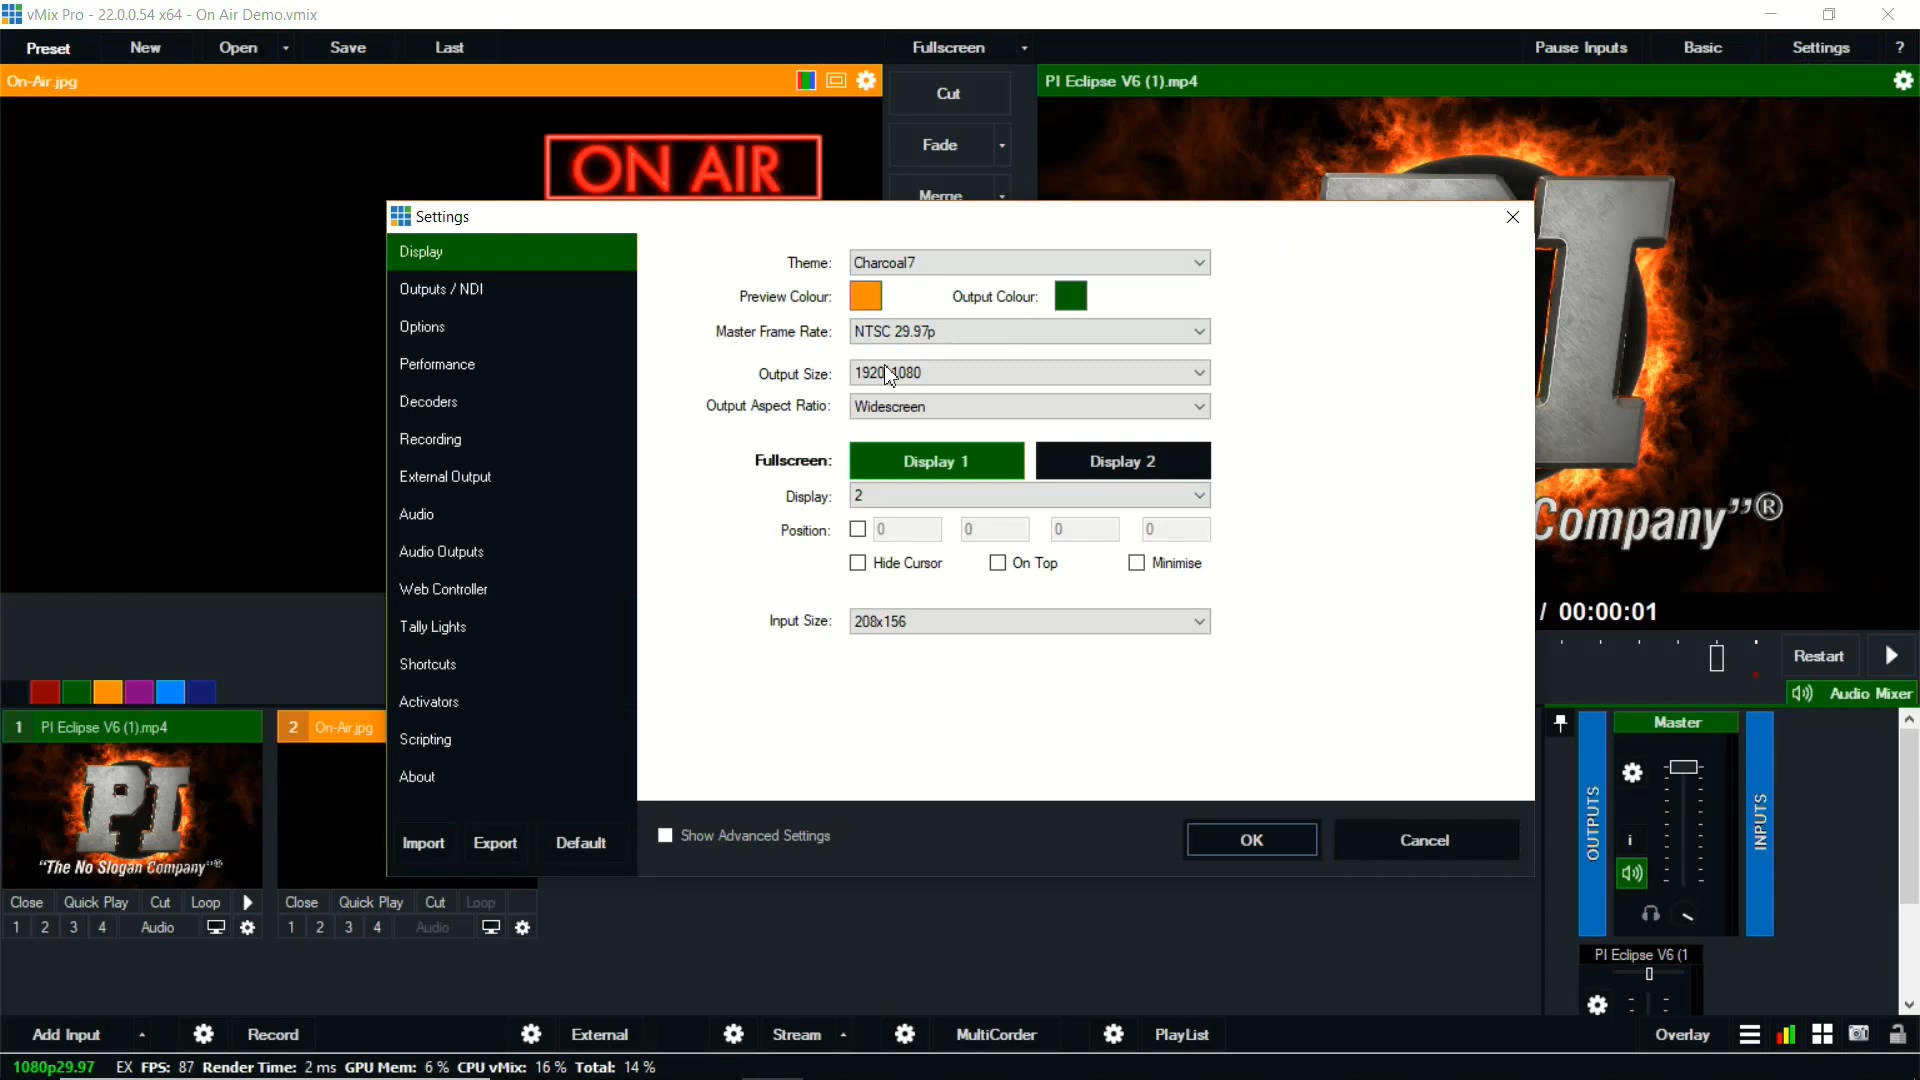 vMix Pro - 22.0.0.54 x64 - On Air Demo.vmix
Preset New Open Save Last Fullscreen Pause Inputs Basic Settings ?
On-Air.jpg
Cut
PI Eclipse V6 (1).mp4
Fade
Merge
ON AIR
PI
Company”®
Settings
Display
Outputs / NDI
Options
Performance
Decoders
Recording
External Output
Audio
Audio Outputs
Web Controller
Tally Lights
Shortcuts
Activators
Scripting
About
Import Export Default
Theme: Charcoal7
Preview Colour: Output Colour:
Master Frame Rate: NTSC 29.97p
Output Size: 1920x1080
Output Aspect Ratio: Widescreen
Fullscreen: Display 1 Display 2
Display: 2
Position: 0 0 0 0
Hide Cursor On Top Minimise
Input Size: 208x156
Show Advanced Settings
OK Cancel
/ 00:00:01
Restart
Audio Mixer
1 PI Eclipse V6 (1).mp4
PI
“The No Slogan Company”®
Close Quick Play Cut Loop
1 2 3 4 Audio
2 On-Air.jpg
Close Quick Play Cut Loop
1 2 3 4 Audio
Master
OUTPUTS
i
INPUTS
PI Eclipse V6 (1
Add Input Record External Stream MultiCorder PlayList Overlay
1080p29.97 EX FPS: 87 Render Time: 2 ms GPU Mem: 6 % CPU vMix: 16 % Total: 14 %